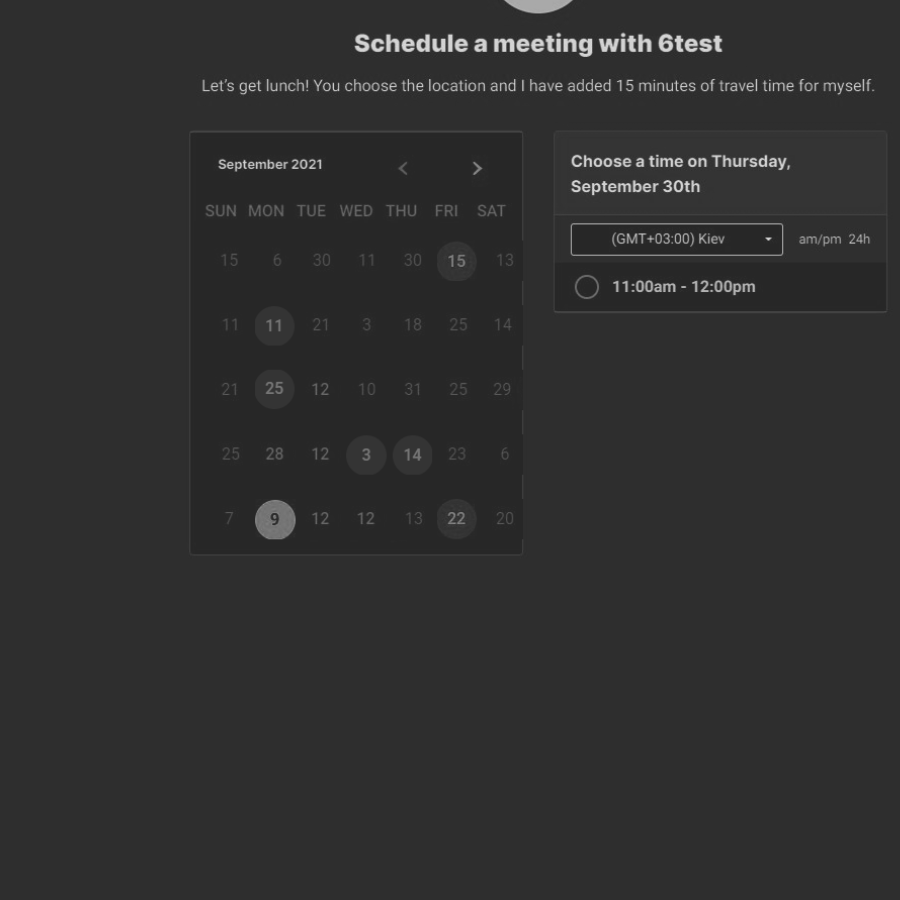 Schedule a meeting with 6test
Let's get lunch! You choose the location and I have added 15 minutes of travel time for myself.
September 2021
SUN MON TUE WED THU FRI SAT
15 6 30 11 30 15 13
11 11 21 3 18 25 14
21 25 12 10 31 25 29
25 28 12 3 14 23 6
7 9 12 12 13 22 20
Choose a time on Thursday,
September 30th
(GMT+03:00) Kiev am/pm 24h
11:00am - 12:00pm